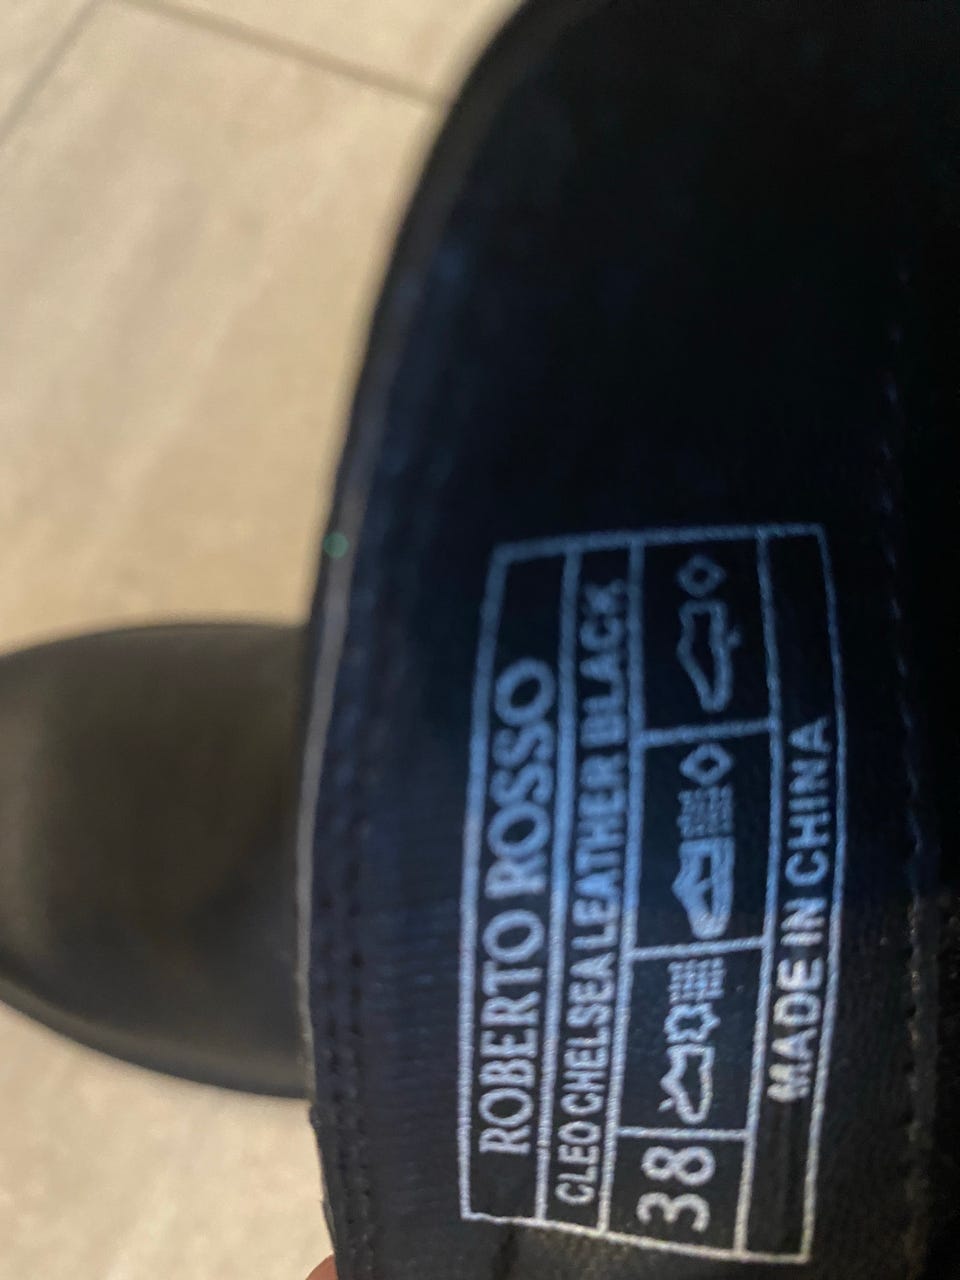 ROBERTO ROSSO
CLEO CHELSEA LEATHER BLACK
38
MADE IN CHINA